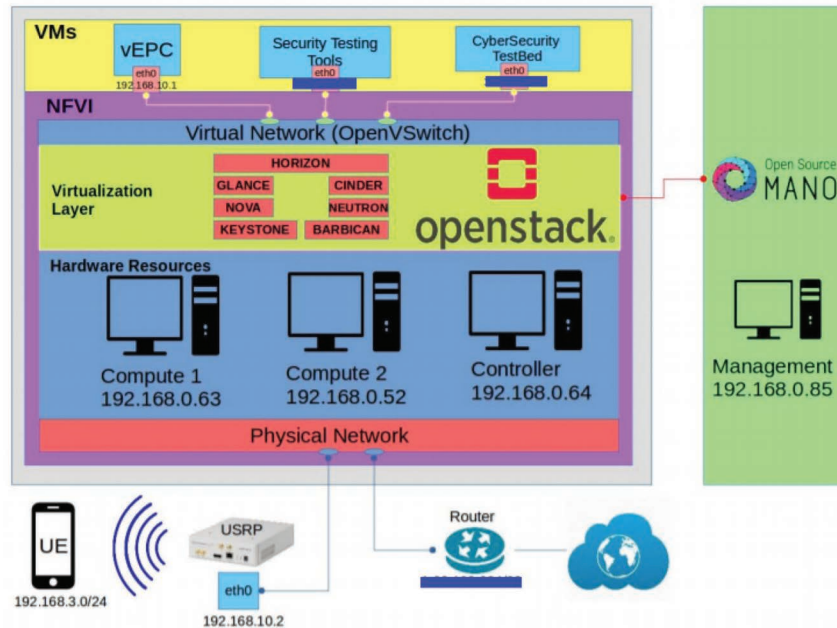 VMs
vEPC
eth0
192.168.10.1
Security Testing
Tools
eth0
CyberSecurity
TestBed
eth0
NFVI
Virtual Network (OpenVSwitch)
Virtualization
Layer
HORIZON
GLANCE
CINDER
NOVA
NEUTRON
KEYSTONE
BARBICAN
openstack.
Open Source
MANO
Hardware Resources
Compute 1
192.168.0.63
Compute 2
192.168.0.52
Controller
192.168.0.64
Management
192.168.0.85
Physical Network
UE
192.168.3.0/24
USRP
eth0
192.168.10.2
Router